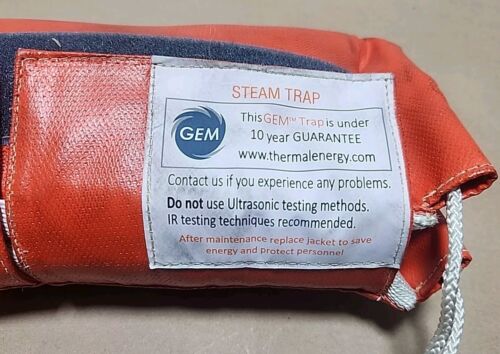 STEAM TRAP
GEM
This GEM™ Trap is under
10 year GUARANTEE
www.thermalenergy.com
Contact us if you experience any problems.
Do not use Ultrasonic testing methods.
IR testing techniques recommended.
After maintenance replace jacket to save
energy and protect personnel